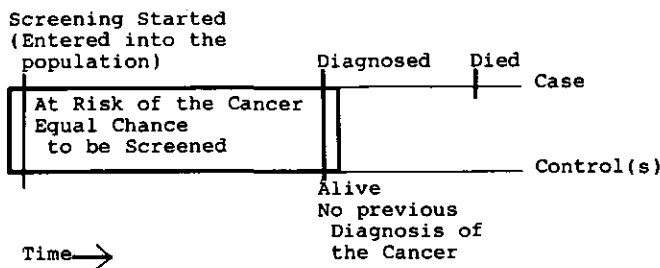 Screening Started
(Entered into the
population)
Diagnosed
Died
Case
At Risk of the Cancer
Equal Chance
to be Screened
Control(s)
Alive
No previous
Diagnosis of
the Cancer
Time